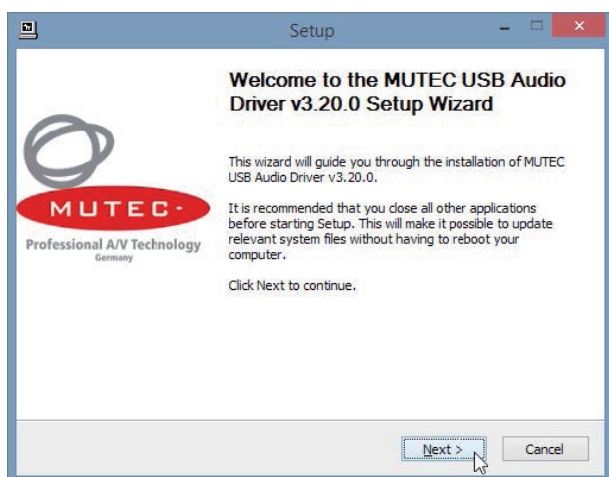 Setup
Welcome to the MUTEC USB Audio
Driver v3.20.0 Setup Wizard
This wizard will guide you through the installation of MUTEC
USB Audio Driver v3.20.0.
It is recommended that you close all other applications
before starting Setup. This will make it possible to update
relevant system files without having to reboot your
computer.
Click Next to continue.
MUTEC
Professional A/V Technology
Germany
Next >
Cancel